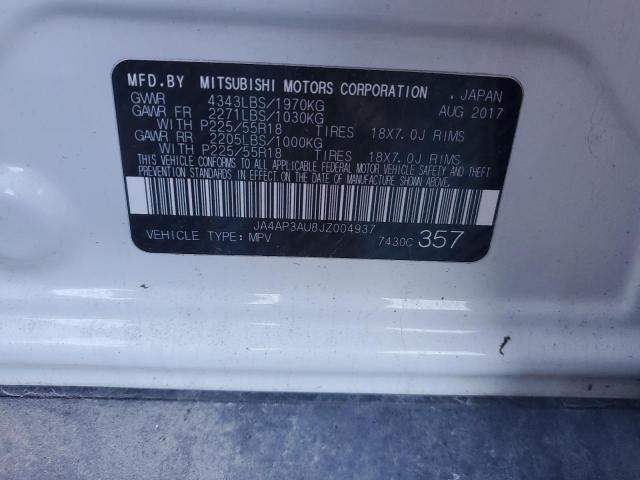 MFD.BY MITSUBISHI MOTORS CORPORATION . JAPAN
GVWR 4343LBS/1970KG AUG 2017
GAWR FR 2271LBS/1030KG
WITH P225/55R18 TIRES 18X7.0J RIMS
GAWR RR 2205LBS/1000KG
WITH P225/55R18 TIRES 18X7.0J RIMS
THIS VEHICLE CONFORMS TO ALL APPLICABLE FEDERAL MOTOR VEHICLE SAFETY AND THEFT
PREVENTION STANDARDS IN EFFECT ON THE DATE OF MANUFACTURE SHOWN ABOVE.
JA4AP3AU8JZ004937
VEHICLE TYPE: MPV 7430C 357